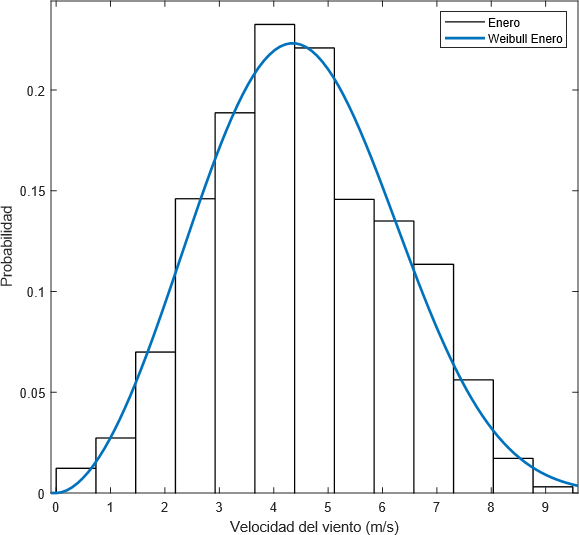 Enero
Weibull Enero
0.2
0.15
0.1
0.05
0
Probabilidad
0 1 2 3 4 5 6 7 8 9
Velocidad del viento (m/s)